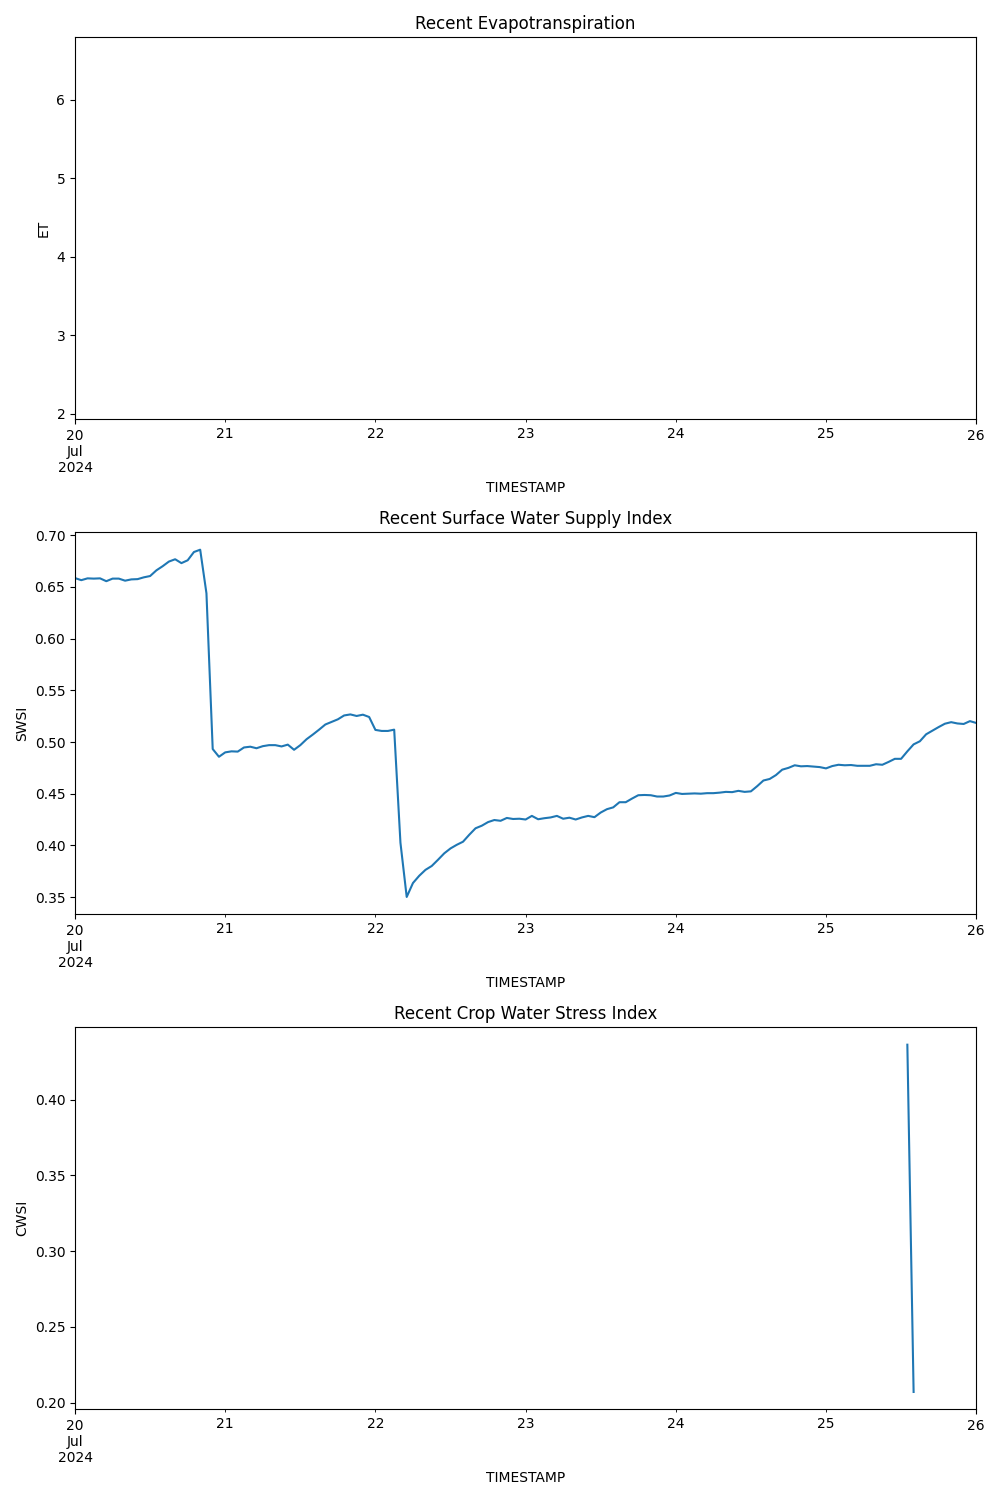 Recent Evapotranspiration
6
5
4
3
2
ET
20 21 22 23 24 25 26
Jul
2024
TIMESTAMP
Recent Surface Water Supply Index
0.70
0.65
0.60
0.55
0.50
0.45
0.40
0.35
SWSI
20 21 22 23 24 25 26
Jul
2024
TIMESTAMP
Recent Crop Water Stress Index
0.40
0.35
0.30
0.25
0.20
CWSI
20 21 22 23 24 25 26
Jul
2024
TIMESTAMP